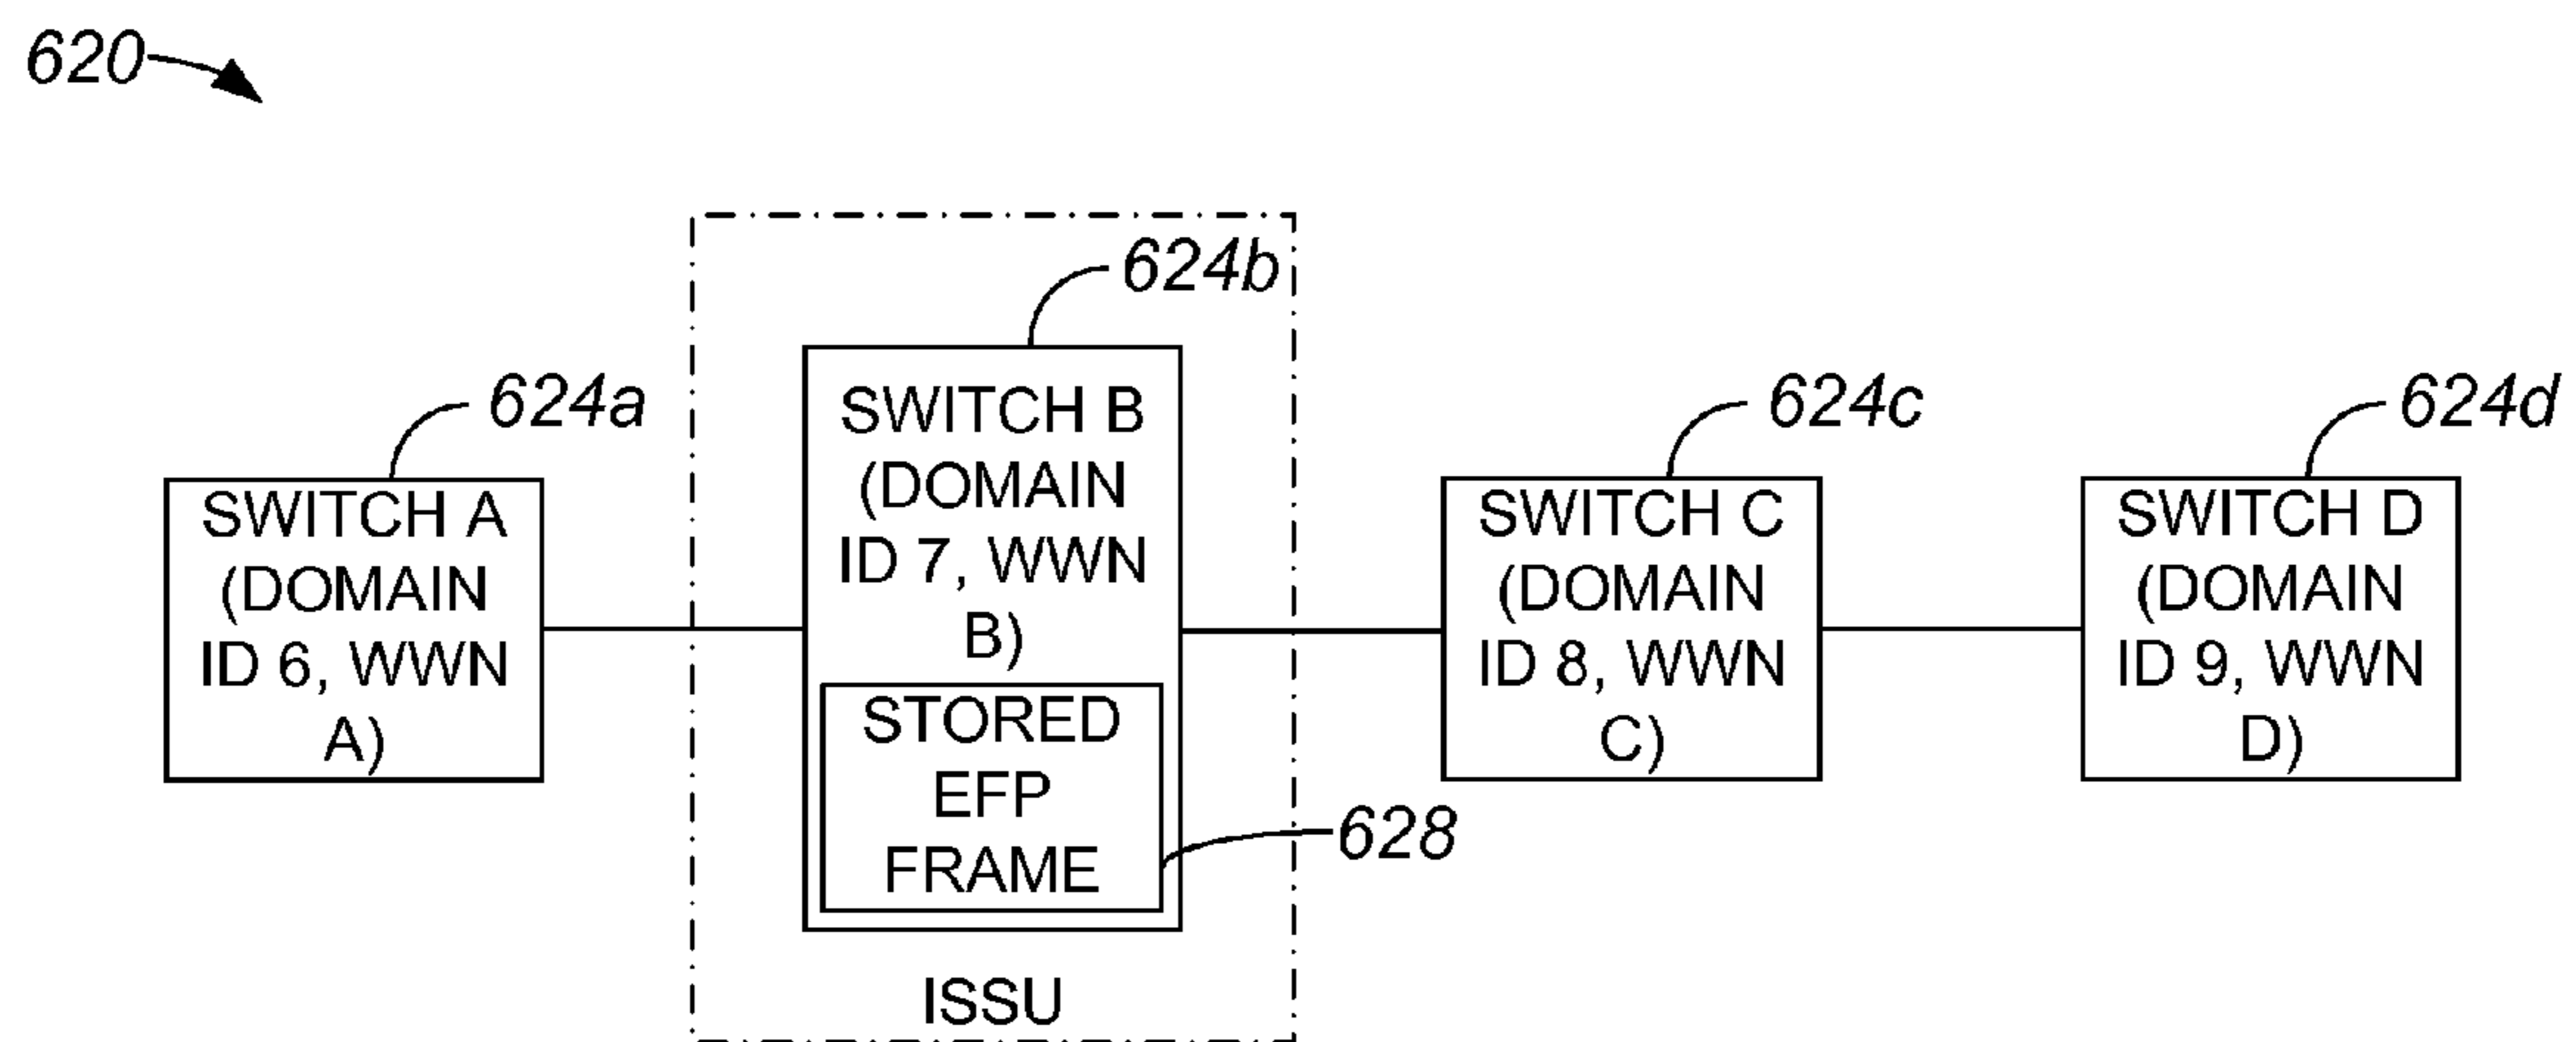 620
624b
624a
624c
624d
SWITCH A
(DOMAIN
ID 6, WWN
A)
SWITCH B
(DOMAIN
ID 7, WWN
B)
STORED
EFP
FRAME
628
ISSU
SWITCH C
(DOMAIN
ID 8, WWN
C)
SWITCH D
(DOMAIN
ID 9, WWN
D)